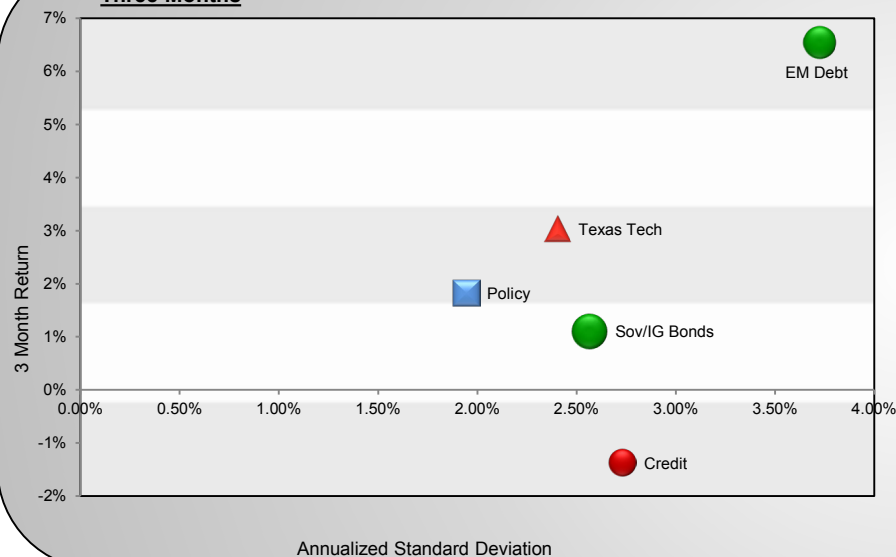 Three Months
7%
6%
5%
4%
3%
2%
1%
0%
-1%
-2%
3 Month Return
EM Debt
Texas Tech
Policy
Sov/IG Bonds
Credit
0.00% 0.50% 1.00% 1.50% 2.00% 2.50% 3.00% 3.50% 4.00%
Annualized Standard Deviation